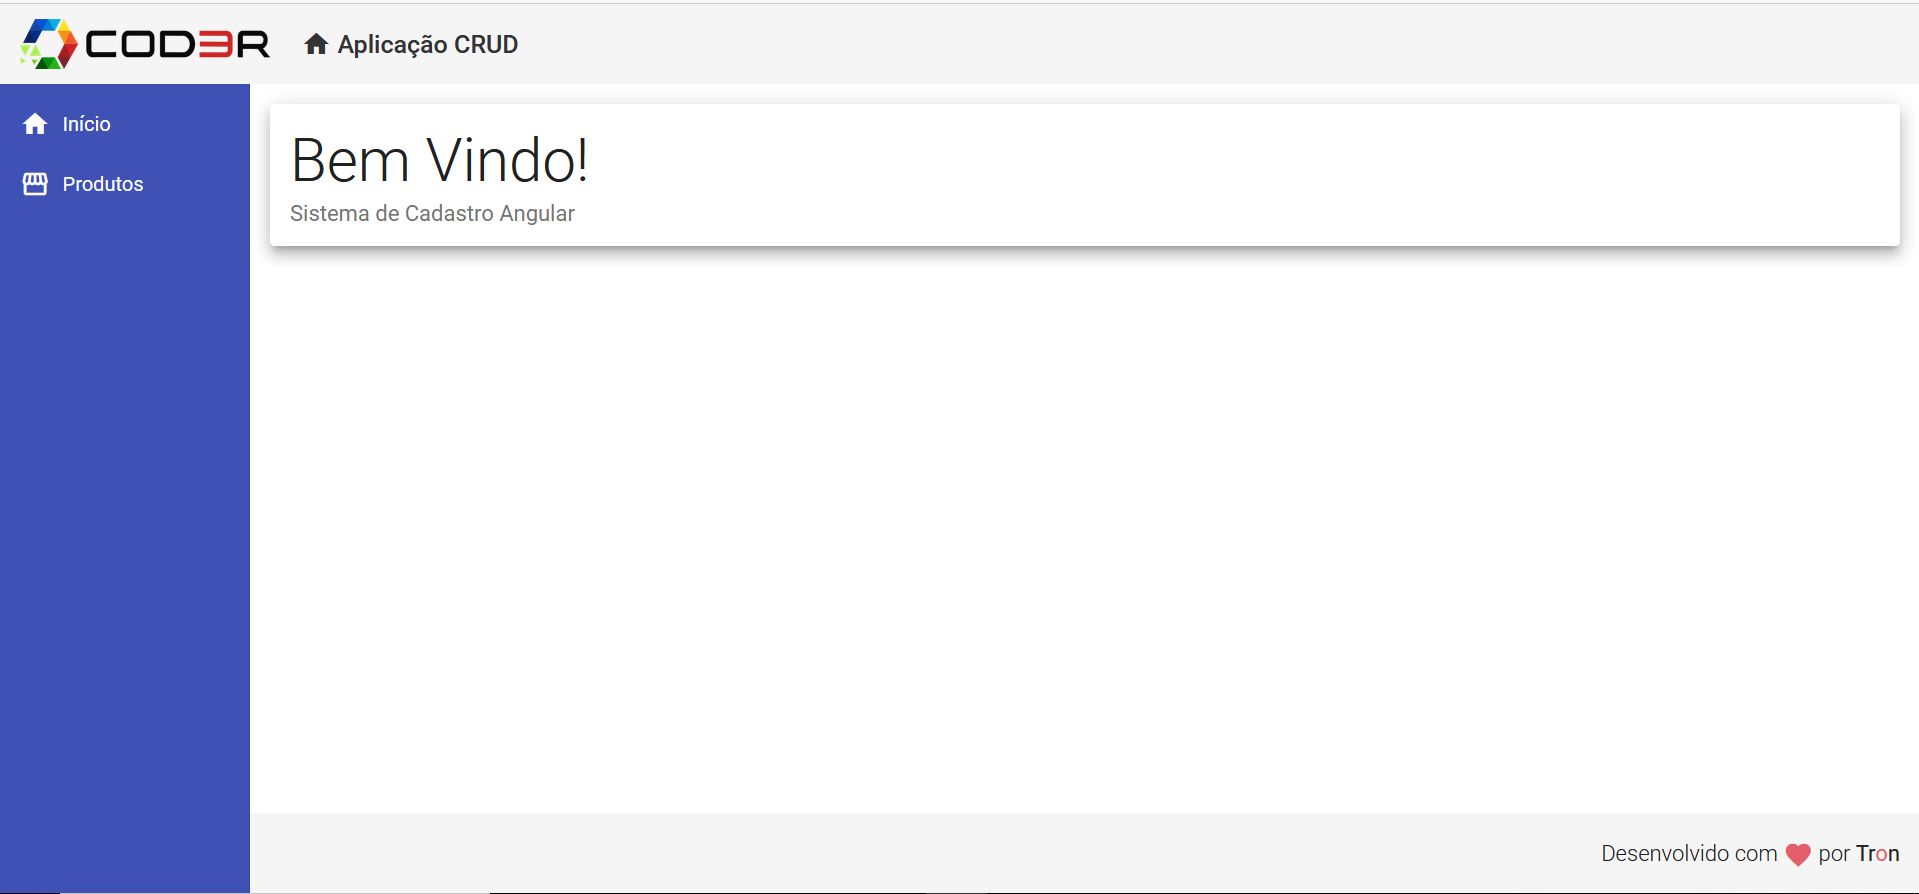 COD3R
Aplicação CRUD
Início
Produtos
Bem Vindo!
Sistema de Cadastro Angular
Desenvolvido com por Tron